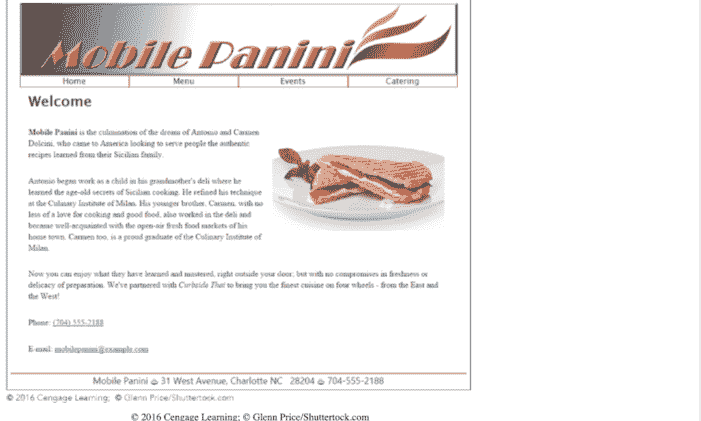 Mobile Panini
Home Menu Events Catering
Welcome
Mobile Panini is the culmination of the dream of Antonio and Carmen
Dolcini, who came to America looking to serve people the authentic
recipes learned from their Sicilian family.
Antonio began work as a child in his grandmother's deli where he
learned the age-old secrets of Sicilian cooking. He refined his technique
at the Culinary Institute of Milan. His younger brother, Carmen, with no
less of a love for cooking and good food, also worked in the deli and
became well-acquainted with the open-air fresh food markets of his
home town. Carmen too, is a proud graduate of the Culinary Institute of
Milan.
Now you can enjoy what they have learned and mastered, right outside your door, but with no compromises in freshness or
delicacy of preparation. We've partnered with Curbside Thai to bring you the finest cuisine on four wheels - from the East and
the West!
Phone: (704) 555-2188
E-mail: mobilepanini@example.com
Mobile Panini 31 West Avenue, Charlotte NC 28204 704-555-2188
© 2016 Cengage Learning; © Glenn Price/Shutterstock.com
© 2016 Cengage Learning; © Glenn Price/Shuttertock.com